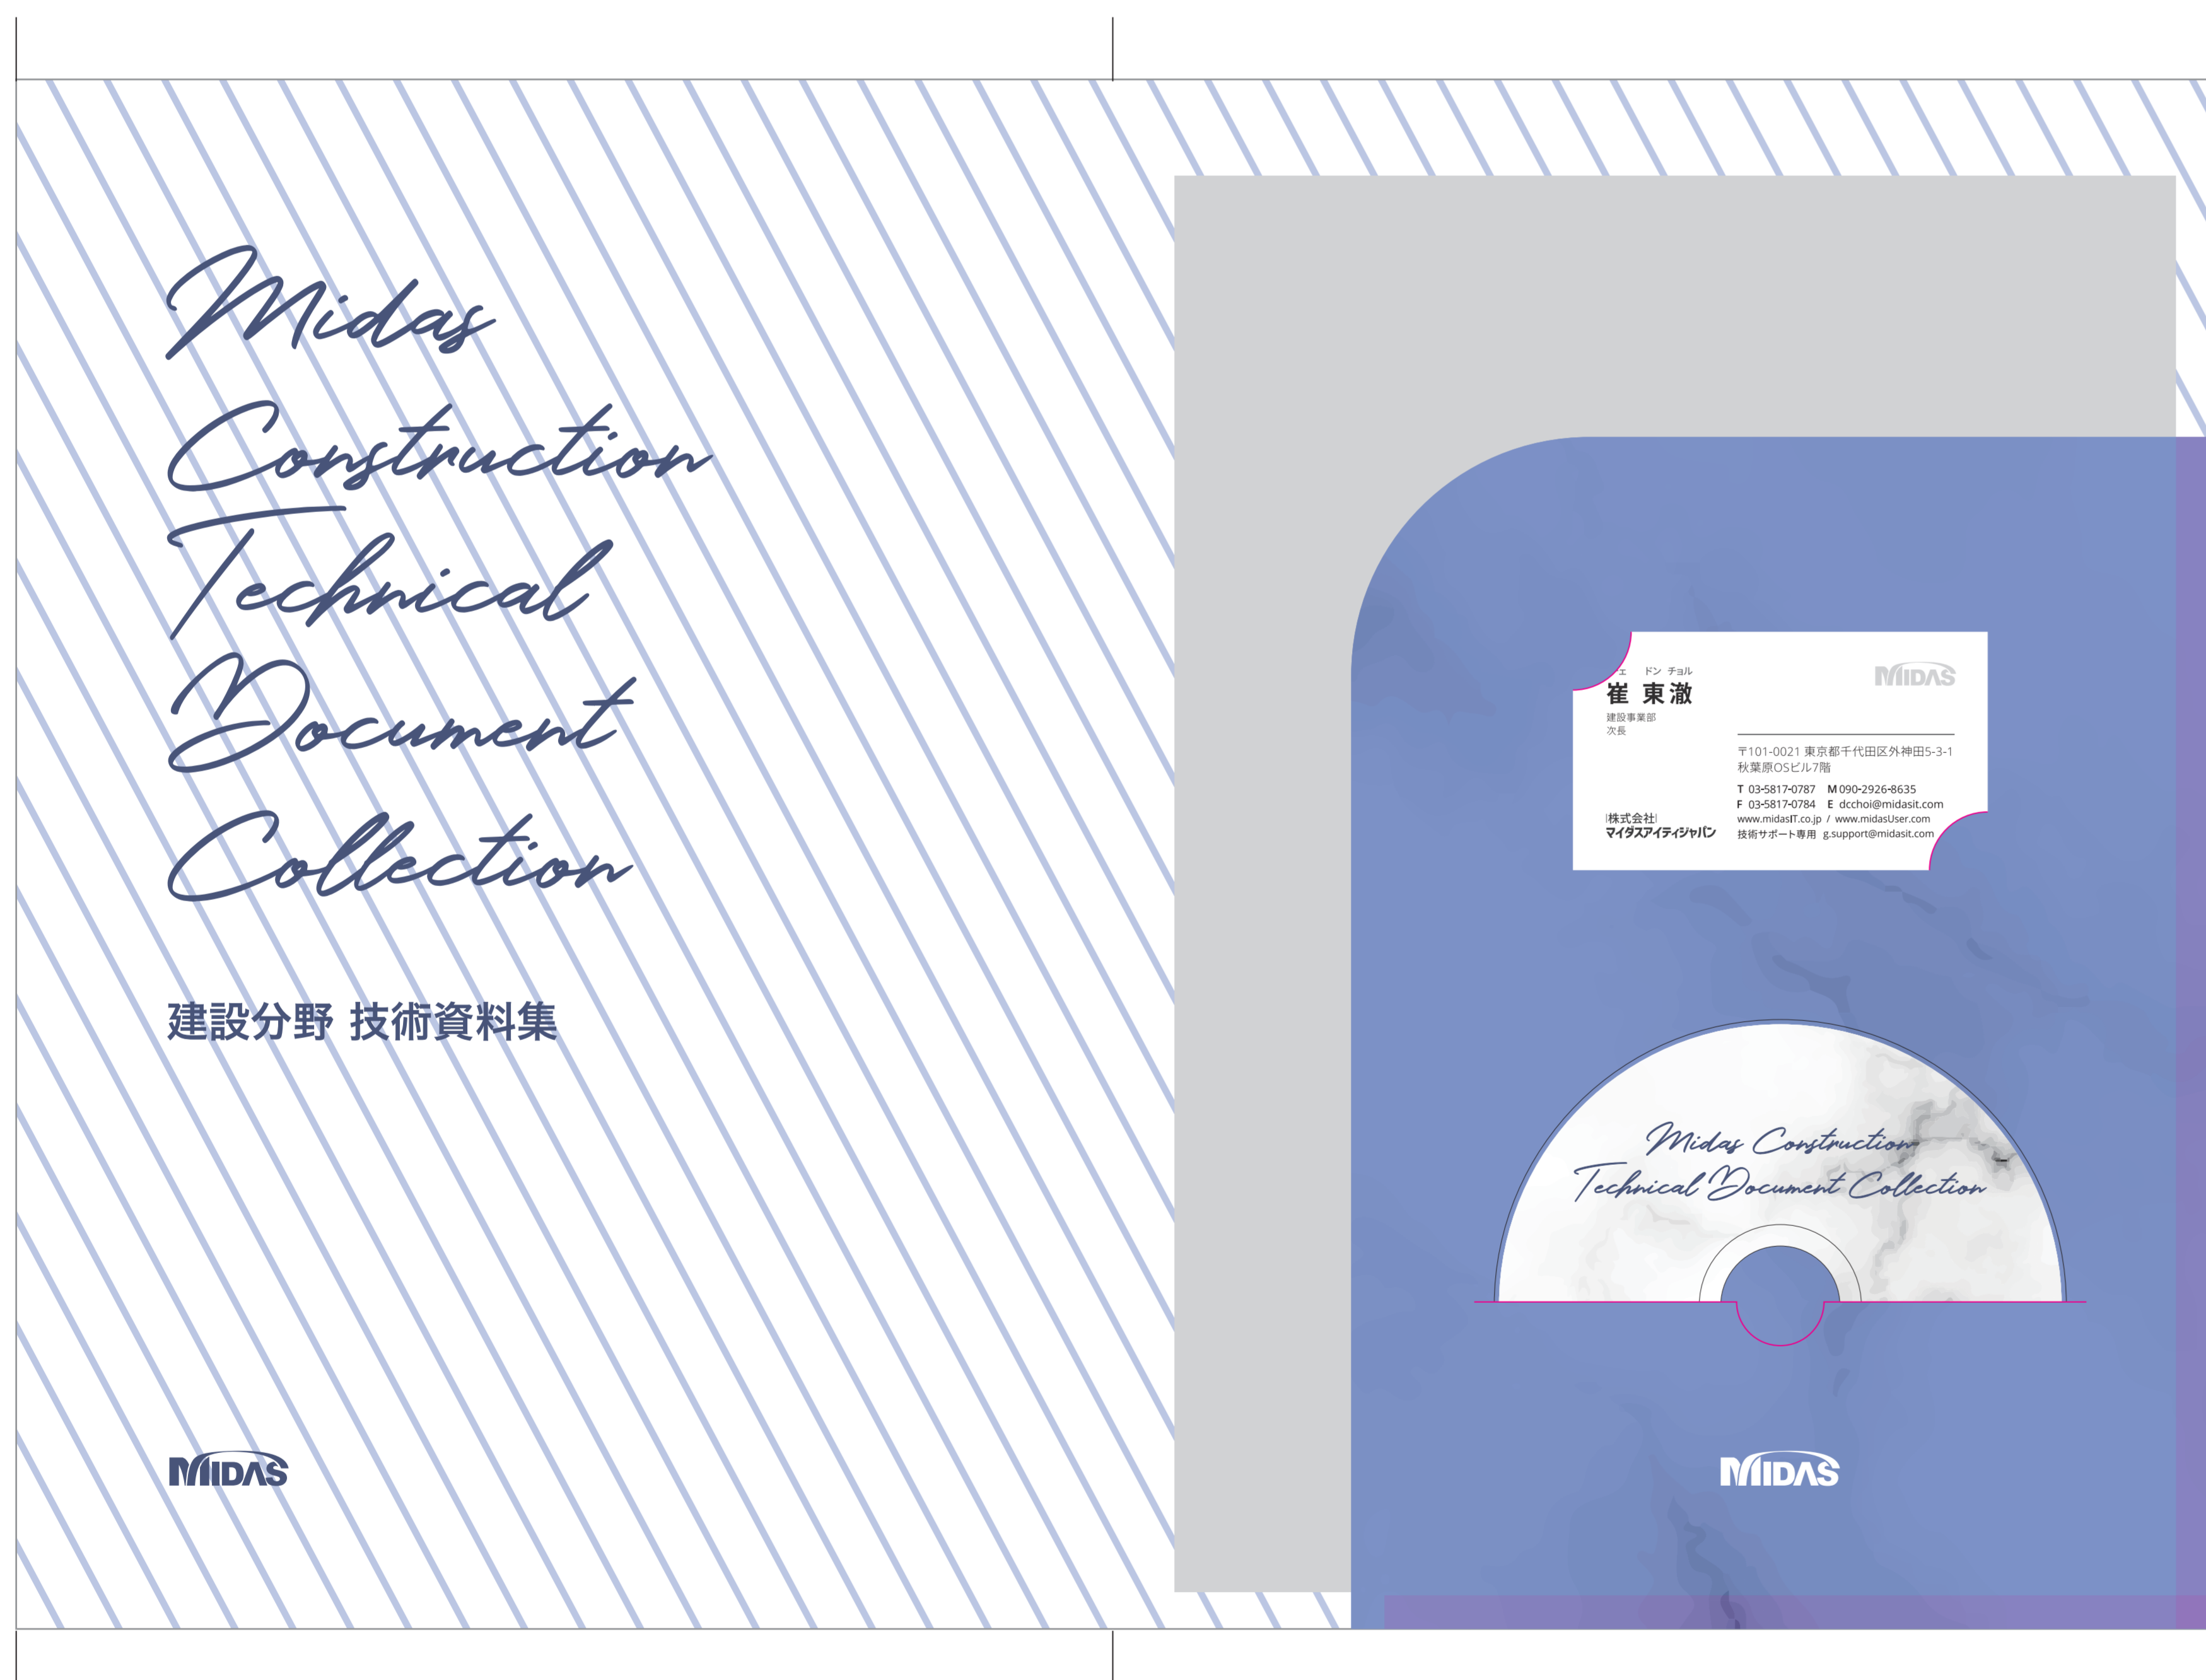 Midas
Construction
Technical
Document
Collection
建設分野 技術資料集
MIDAS
ェ ドン チョル
崔 東澈
建設事業部
次長
|株式会社|
マイダスアイティジャパン
MIDAS
〒101-0021 東京都千代田区外神田5-3-1
秋葉原OSビル7階
T 03-5817-0787 M 090-2926-8635
F 03-5817-0784 E dcchoi@midasit.com
www.midasIT.co.jp / www.midasUser.com
技術サポート専用 g.support@midasit.com
Midas Construction
Technical Document Collection
MIDAS